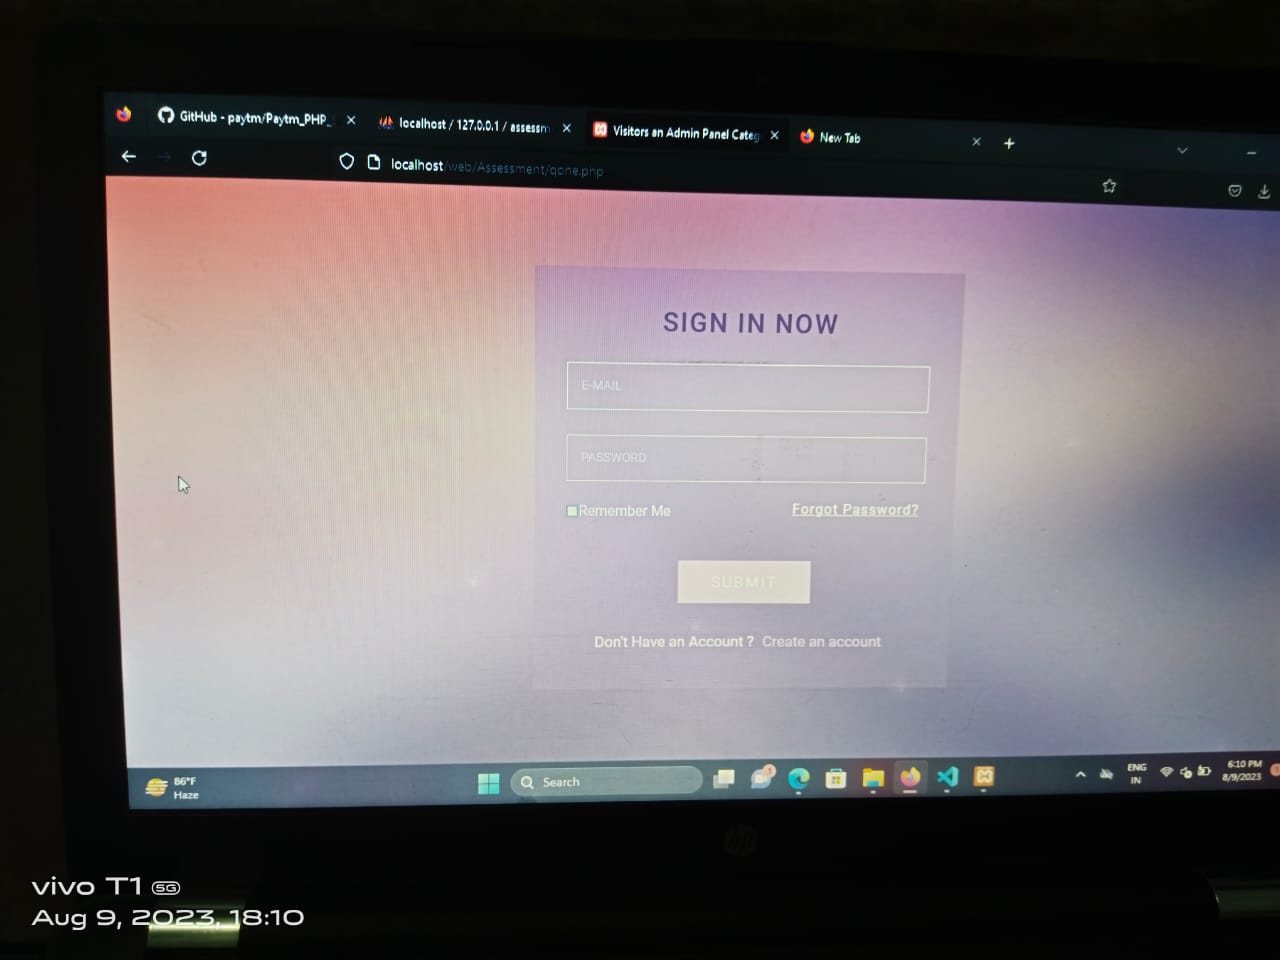 GitHub - paytm/Paytm_PHP_
localhost / 127.0.0.1 / assessm
Visitors an Admin Panel Categ
New Tab
localhost/web/Assessment/qone.php
SIGN IN NOW
E-MAIL
PASSWORD
Remember Me
Forgot Password?
SUBMIT
Don't Have an Account ? Create an account
86°F
Haze
Search
ENG
IN
6:10 PM
8/9/2023
hp
vivo T1 5G
Aug 9, 2023, 18:10